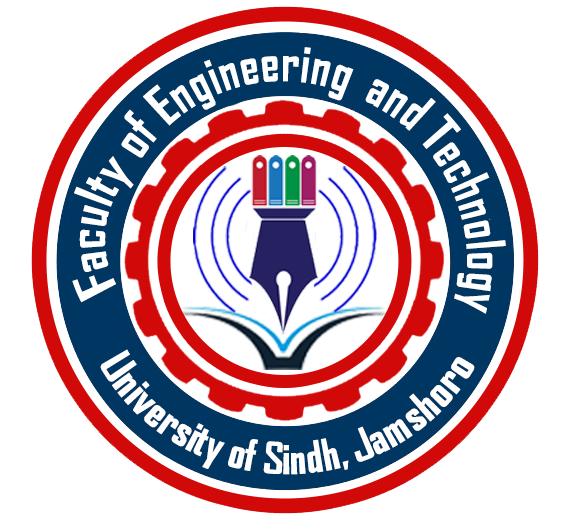 Faculty of Engineering and Technology
University of Sindh, Jamshoro